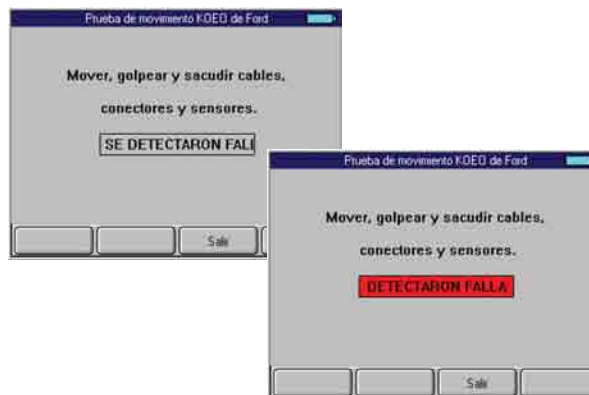 Prueba de movimiento KOEO de Ford
Mover, golpear y sacudir cables,
conectores y sensores.
SE DETECTARON FALL
Salir
Prueba de movimiento KOEO de Ford
Mover, golpear y sacudir cables,
conectores y sensores.
DETECTARON FALLA
Salir